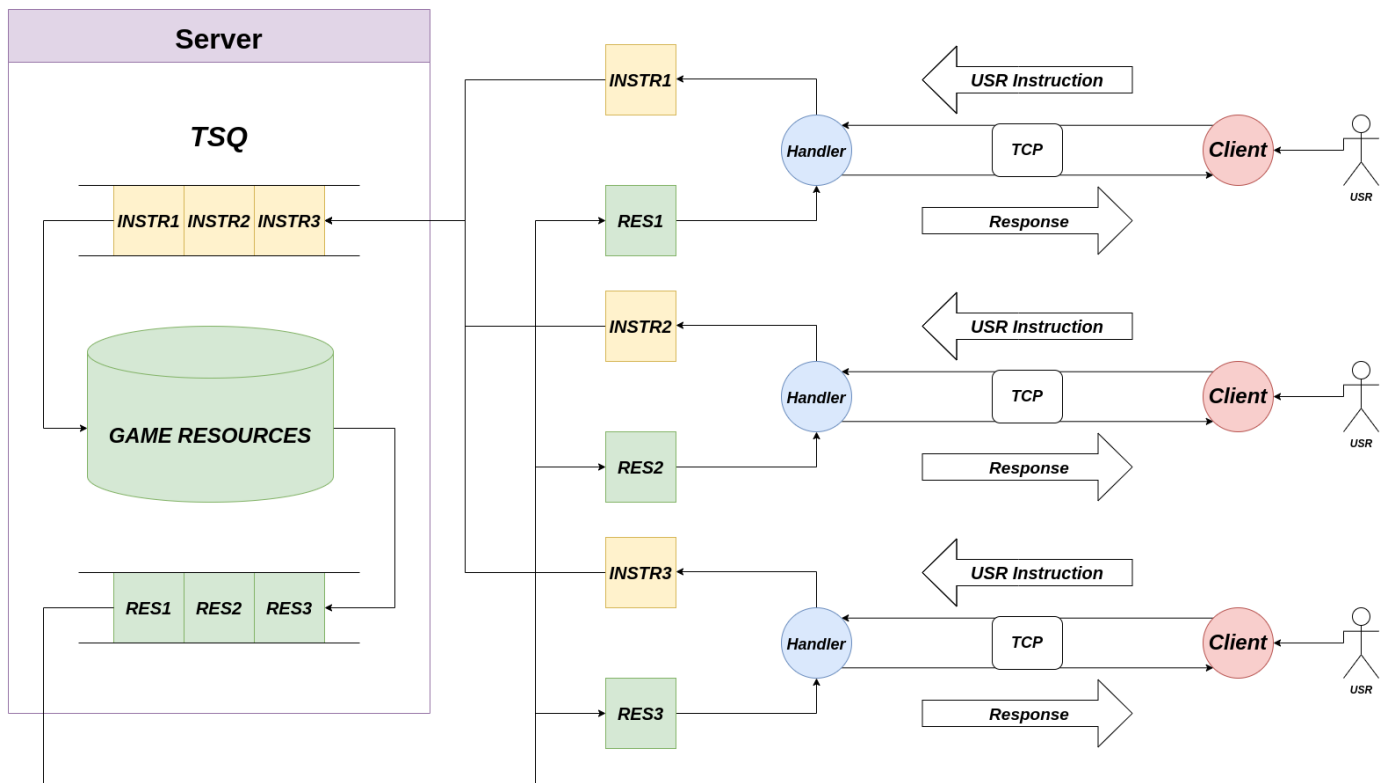 Server
TSQ
INSTR1 INSTR2 INSTR3
GAME RESOURCES
RES1 RES2 RES3
INSTR1
USR Instruction
Handler
TCP
Client
USR
RES1
Response
INSTR2
USR Instruction
Handler
TCP
Client
USR
RES2
Response
INSTR3
USR Instruction
Handler
TCP
Client
USR
RES3
Response